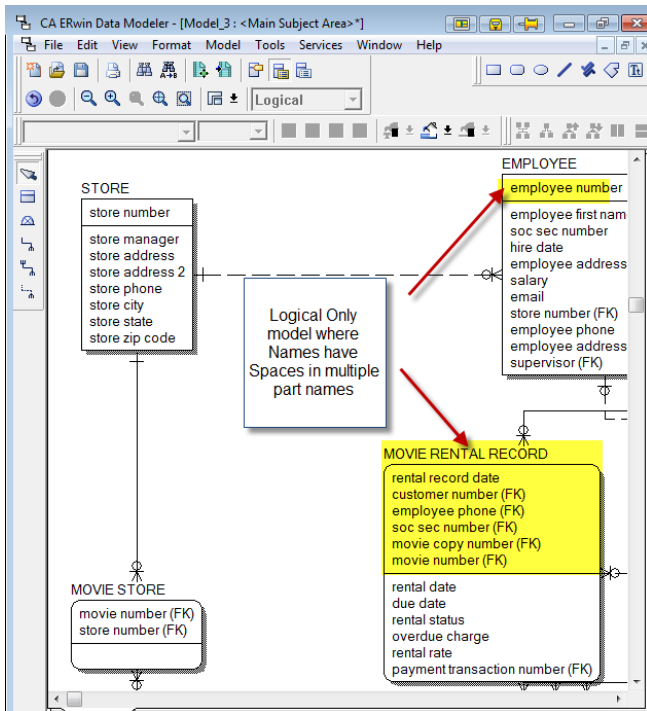 CA ERwin Data Modeler - [Model_3 : <Main Subject Area>*]
File Edit View Format Model Tools Services Window Help
Logical
STORE
store number
store manager
store address
store address 2
store phone
store city
store state
store zip code
EMPLOYEE
employee number
employee first nam
soc sec number
hire date
employee address
salary
email
store number (FK)
employee phone
employee address
supervisor (FK)
Logical Only
model where
Names have
Spaces in multiple
part names
MOVIE RENTAL RECORD
rental record date
customer number (FK)
employee phone (FK)
soc sec number (FK)
movie copy number (FK)
movie number (FK)
rental date
due date
rental status
overdue charge
rental rate
payment transaction number (FK)
MOVIE STORE
movie number (FK)
store number (FK)